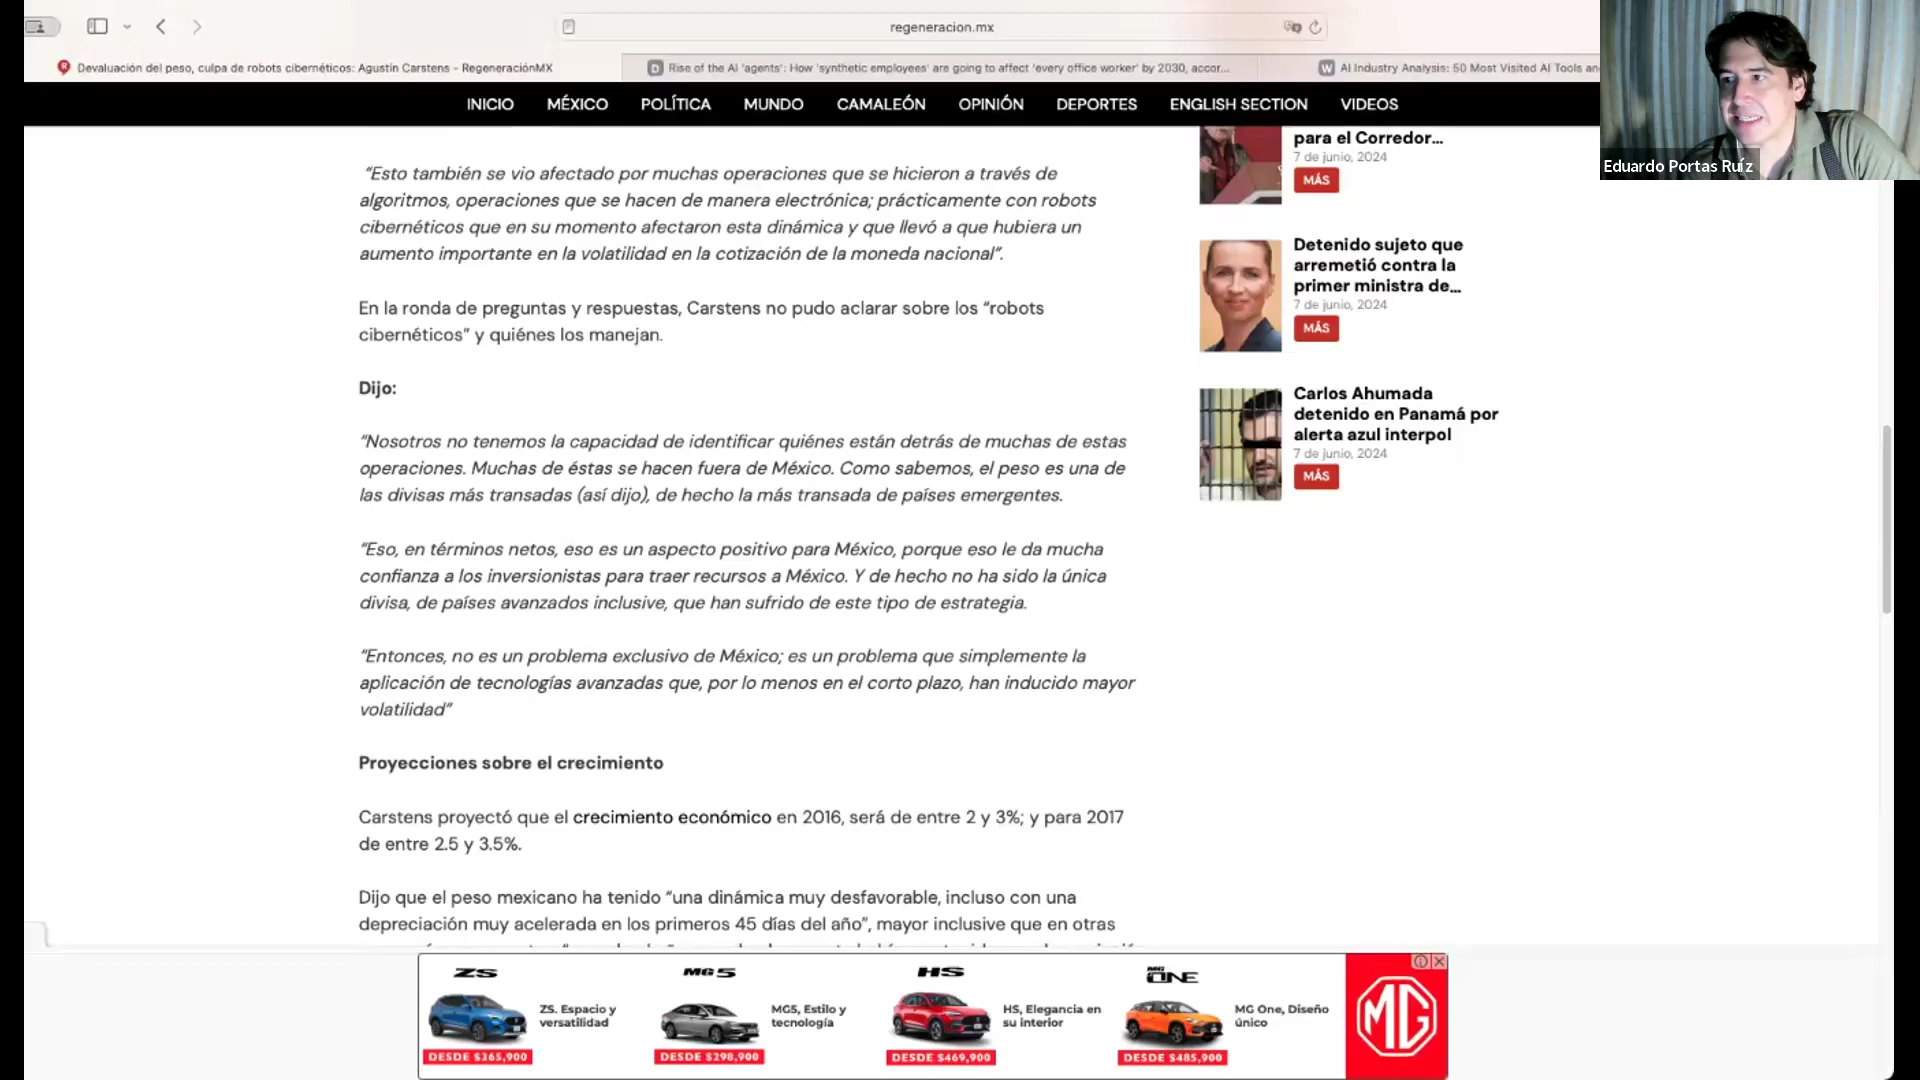 regeneracion.mx
Devaluación del peso, culpa de robots cibernéticos: Agustín Carstens - RegeneraciónMX
Rise of the AI 'agents': How 'synthetic employees' are going to affect 'every office worker' by 2030, accor...
AI Industry Analysis: 50 Most Visited AI Tools an
INICIO MÉXICO POLÍTICA MUNDO CAMALEÓN OPINIÓN DEPORTES ENGLISH SECTION VIDEOS
Eduardo Portas Ruíz
“Esto también se vio afectado por muchas operaciones que se hicieron a través de
algoritmos, operaciones que se hacen de manera electrónica; prácticamente con robots
cibernéticos que en su momento afectaron esta dinámica y que llevó a que hubiera un
aumento importante en la volatilidad en la cotización de la moneda nacional”.
En la ronda de preguntas y respuestas, Carstens no pudo aclarar sobre los “robots
cibernéticos” y quiénes los manejan.
Dijo:
“Nosotros no tenemos la capacidad de identificar quiénes están detrás de muchas de estas
operaciones. Muchas de éstas se hacen fuera de México. Como sabemos, el peso es una de
las divisas más transadas (así dijo), de hecho la más transada de países emergentes.
“Eso, en términos netos, eso es un aspecto positivo para México, porque eso le da mucha
confianza a los inversionistas para traer recursos a México. Y de hecho no ha sido la única
divisa, de países avanzados inclusive, que han sufrido de este tipo de estrategia.
“Entonces, no es un problema exclusivo de México; es un problema que simplemente la
aplicación de tecnologías avanzadas que, por lo menos en el corto plazo, han inducido mayor
volatilidad”
Proyecciones sobre el crecimiento
Carstens proyectó que el crecimiento económico en 2016, será de entre 2 y 3%; y para 2017
de entre 2.5 y 3.5%.
Dijo que el peso mexicano ha tenido “una dinámica muy desfavorable, incluso con una
depreciación muy acelerada en los primeros 45 días del año”, mayor inclusive que en otras
para el Corredor...
7 de junio, 2024
MÁS
Detenido sujeto que
arremetió contra la
primer ministra de...
7 de junio, 2024
MÁS
Carlos Ahumada
detenido en Panamá por
alerta azul interpol
7 de junio, 2024
MÁS
ZS
ZS. Espacio y
versatilidad
DESDE $365,900
MG5
MG5, Estilo y
tecnología
DESDE $298,900
HS
HS, Elegancia en
su interior
DESDE $469,900
MG ONE
MG One, Diseño
único
DESDE $485,900
MG